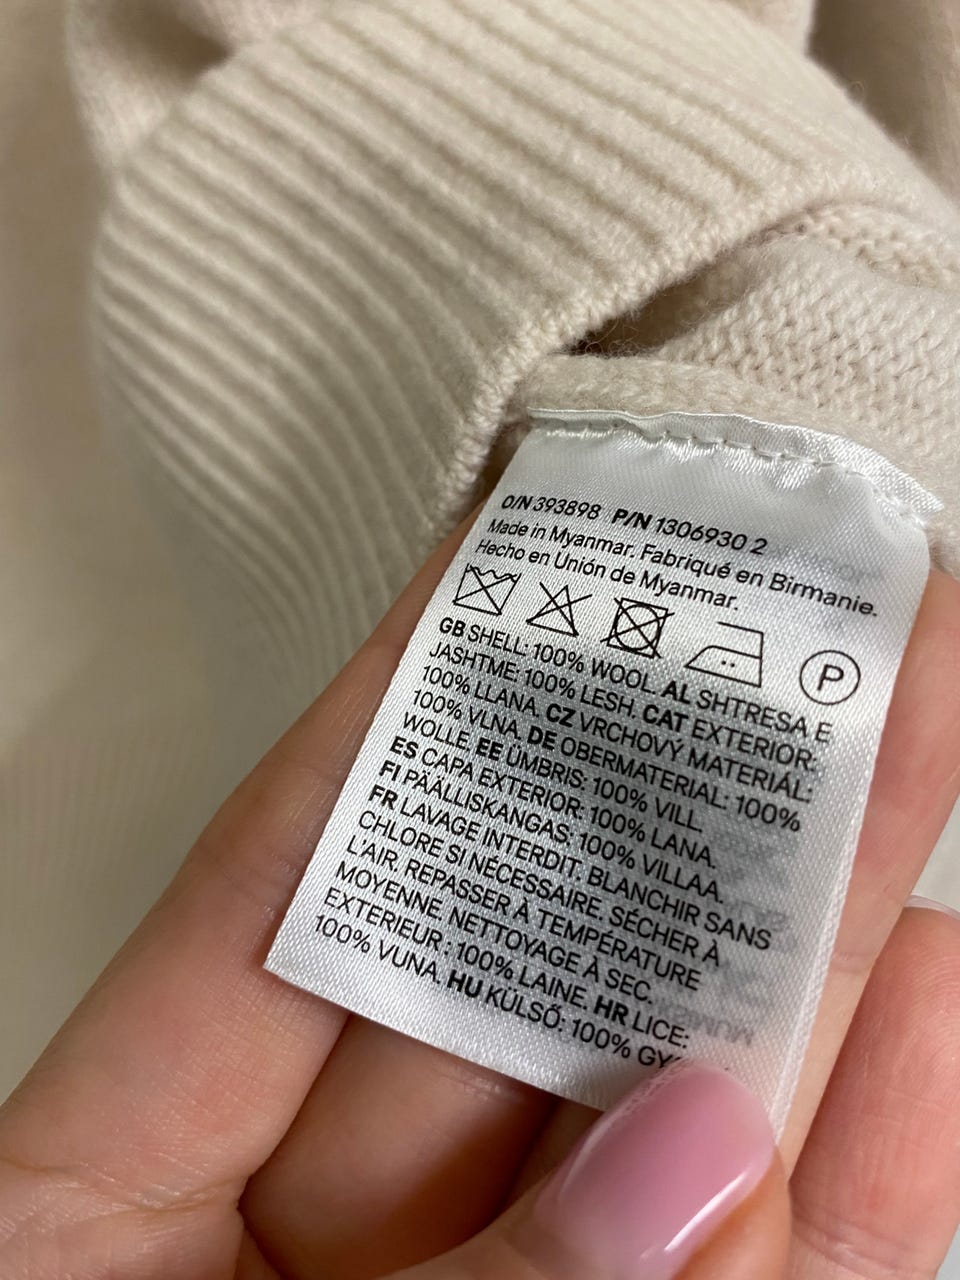 O/N 393898 P/N 1306930 2
Made in Myanmar. Fabriqué en Birmanie.
Hecho en Unión de Myanmar.
P
GB SHELL: 100% WOOL. AL SHTRESA E
JASHTME: 100% LESH. CAT EXTERIOR:
100% LLANA. CZ VRCHOVÝ MATERIÁL:
100% VLNA. DE OBERMATERIAL: 100%
WOLLE. EE ÜMBRIS: 100% VILL.
ES CAPA EXTERIOR: 100% LANA.
FI PÄÄLLISKANGAS: 100% VILLAA.
FR LAVAGE INTERDIT. BLANCHIR SANS
CHLORE SI NÉCESSAIRE. SÉCHER À
L'AIR. REPASSER À TEMPÉRATURE
MOYENNE. NETTOYAGE À SEC.
EXTERIEUR : 100% LAINE. HR LICE:
100% VUNA. HU KÜLSŐ: 100%